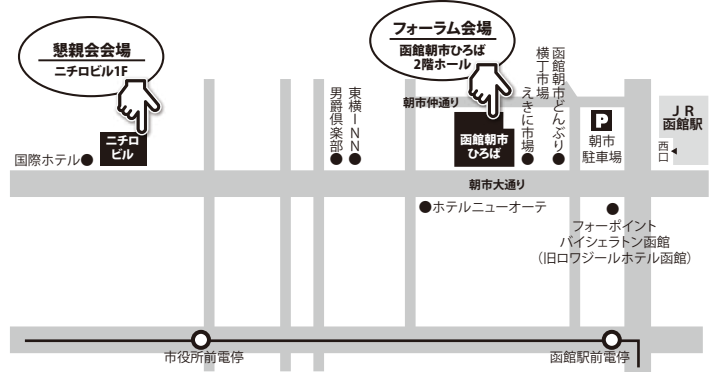 懇親会会場
ニチロビル1F
フォーラム会場
函館朝市ひろば
2階ホール
国際ホテル
ニチロ
ビル
男爵倶楽部
東横INN
朝市仲通り
函館朝市
ひろば
えきに市場
函館朝市どんぶり
横丁市場
P
朝市
駐車場
JR
函館駅
西口
朝市大通り
ホテルニューオーテ
フォーポイント
バイシェラトン函館
（旧ロワジールホテル函館）
市役所前電停
函館駅前電停